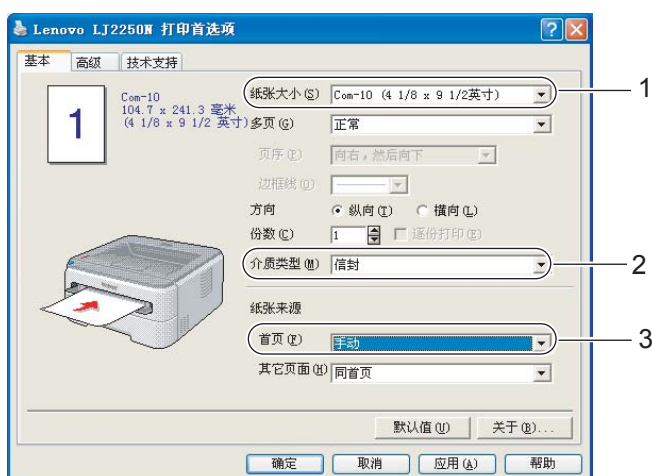 Lenovo LJ2250N 打印首选项
基本 高级 技术支持
1
Com-10
104.7 x 241.3 毫米
(4 1/8 x 9 1/2 英寸)
纸张大小(S) Com-10 (4 1/8 x 9 1/2英寸) 1
多页(G) 正常
页序(P) 向右,然后向下
边框线(O)
方向 纵向(T) 横向(L)
份数(C) 1 逐份打印(E)
介质类型(M) 信封 2
纸张来源
首页(F) 手动 3
其它页面(H) 同首页
默认值(U) 关于(B)...
确定 取消 应用(A) 帮助